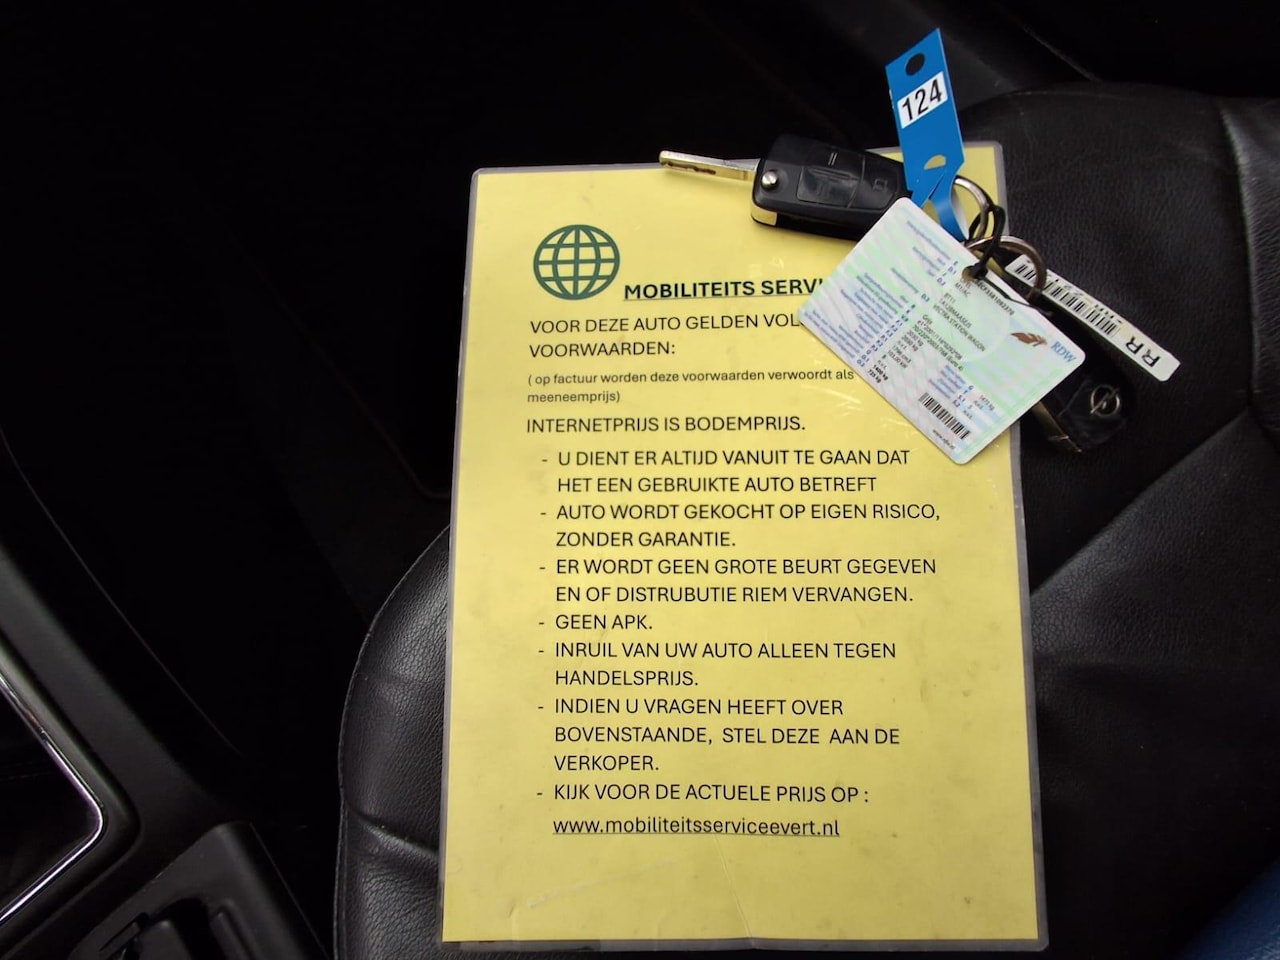 124
MOBILITEITS
VOOR DEZE AUTO GELDEN
VOORWAARDEN:
( op factuur worden deze voorwaarden verwoordt als
meeneemprijs)
INTERNETPRIJS IS BODEMPRIJS.
- U DIENT ER ALTIJD VANUIT TE GAAN DAT
HET EEN GEBRUIKTE AUTO BETREFT
- AUTO WORDT GEKOCHT OP EIGEN RISICO,
ZONDER GARANTIE.
- ER WORDT GEEN GROTE BEURT GEGEVEN
EN OF DISTRUBUTIE RIEM VERVANGEN.
- GEEN APK.
- INRUIL VAN UW AUTO ALLEEN TEGEN
HANDELSPRIJS.
- INDIEN U VRAGEN HEEFT OVER
BOVENSTAANDE, STEL DEZE AAN DE
VERKOPER.
- KIJK VOOR DE ACTUELE PRIJS OP :
www.mobiliteitsserviceevert.nl
RDW
VECTRA STATION WAGON
RR